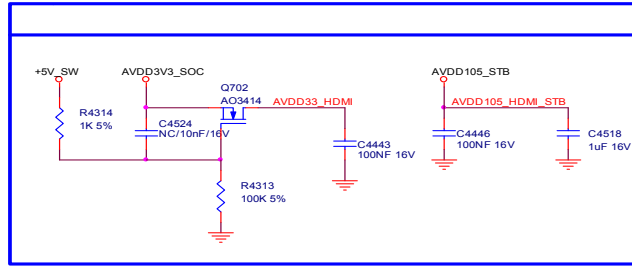 +5V_SW
AVDD3V3_SOC
AVDD105_STB
Q702
AO3414
AVDD33_HDMI
AVDD105_HDMI_STB
R4314
1K 5%
C4524
NC/10nF/16V
C4443
100NF 16V
C4446
100NF 16V
C4518
1uF 16V
R4313
100K 5%